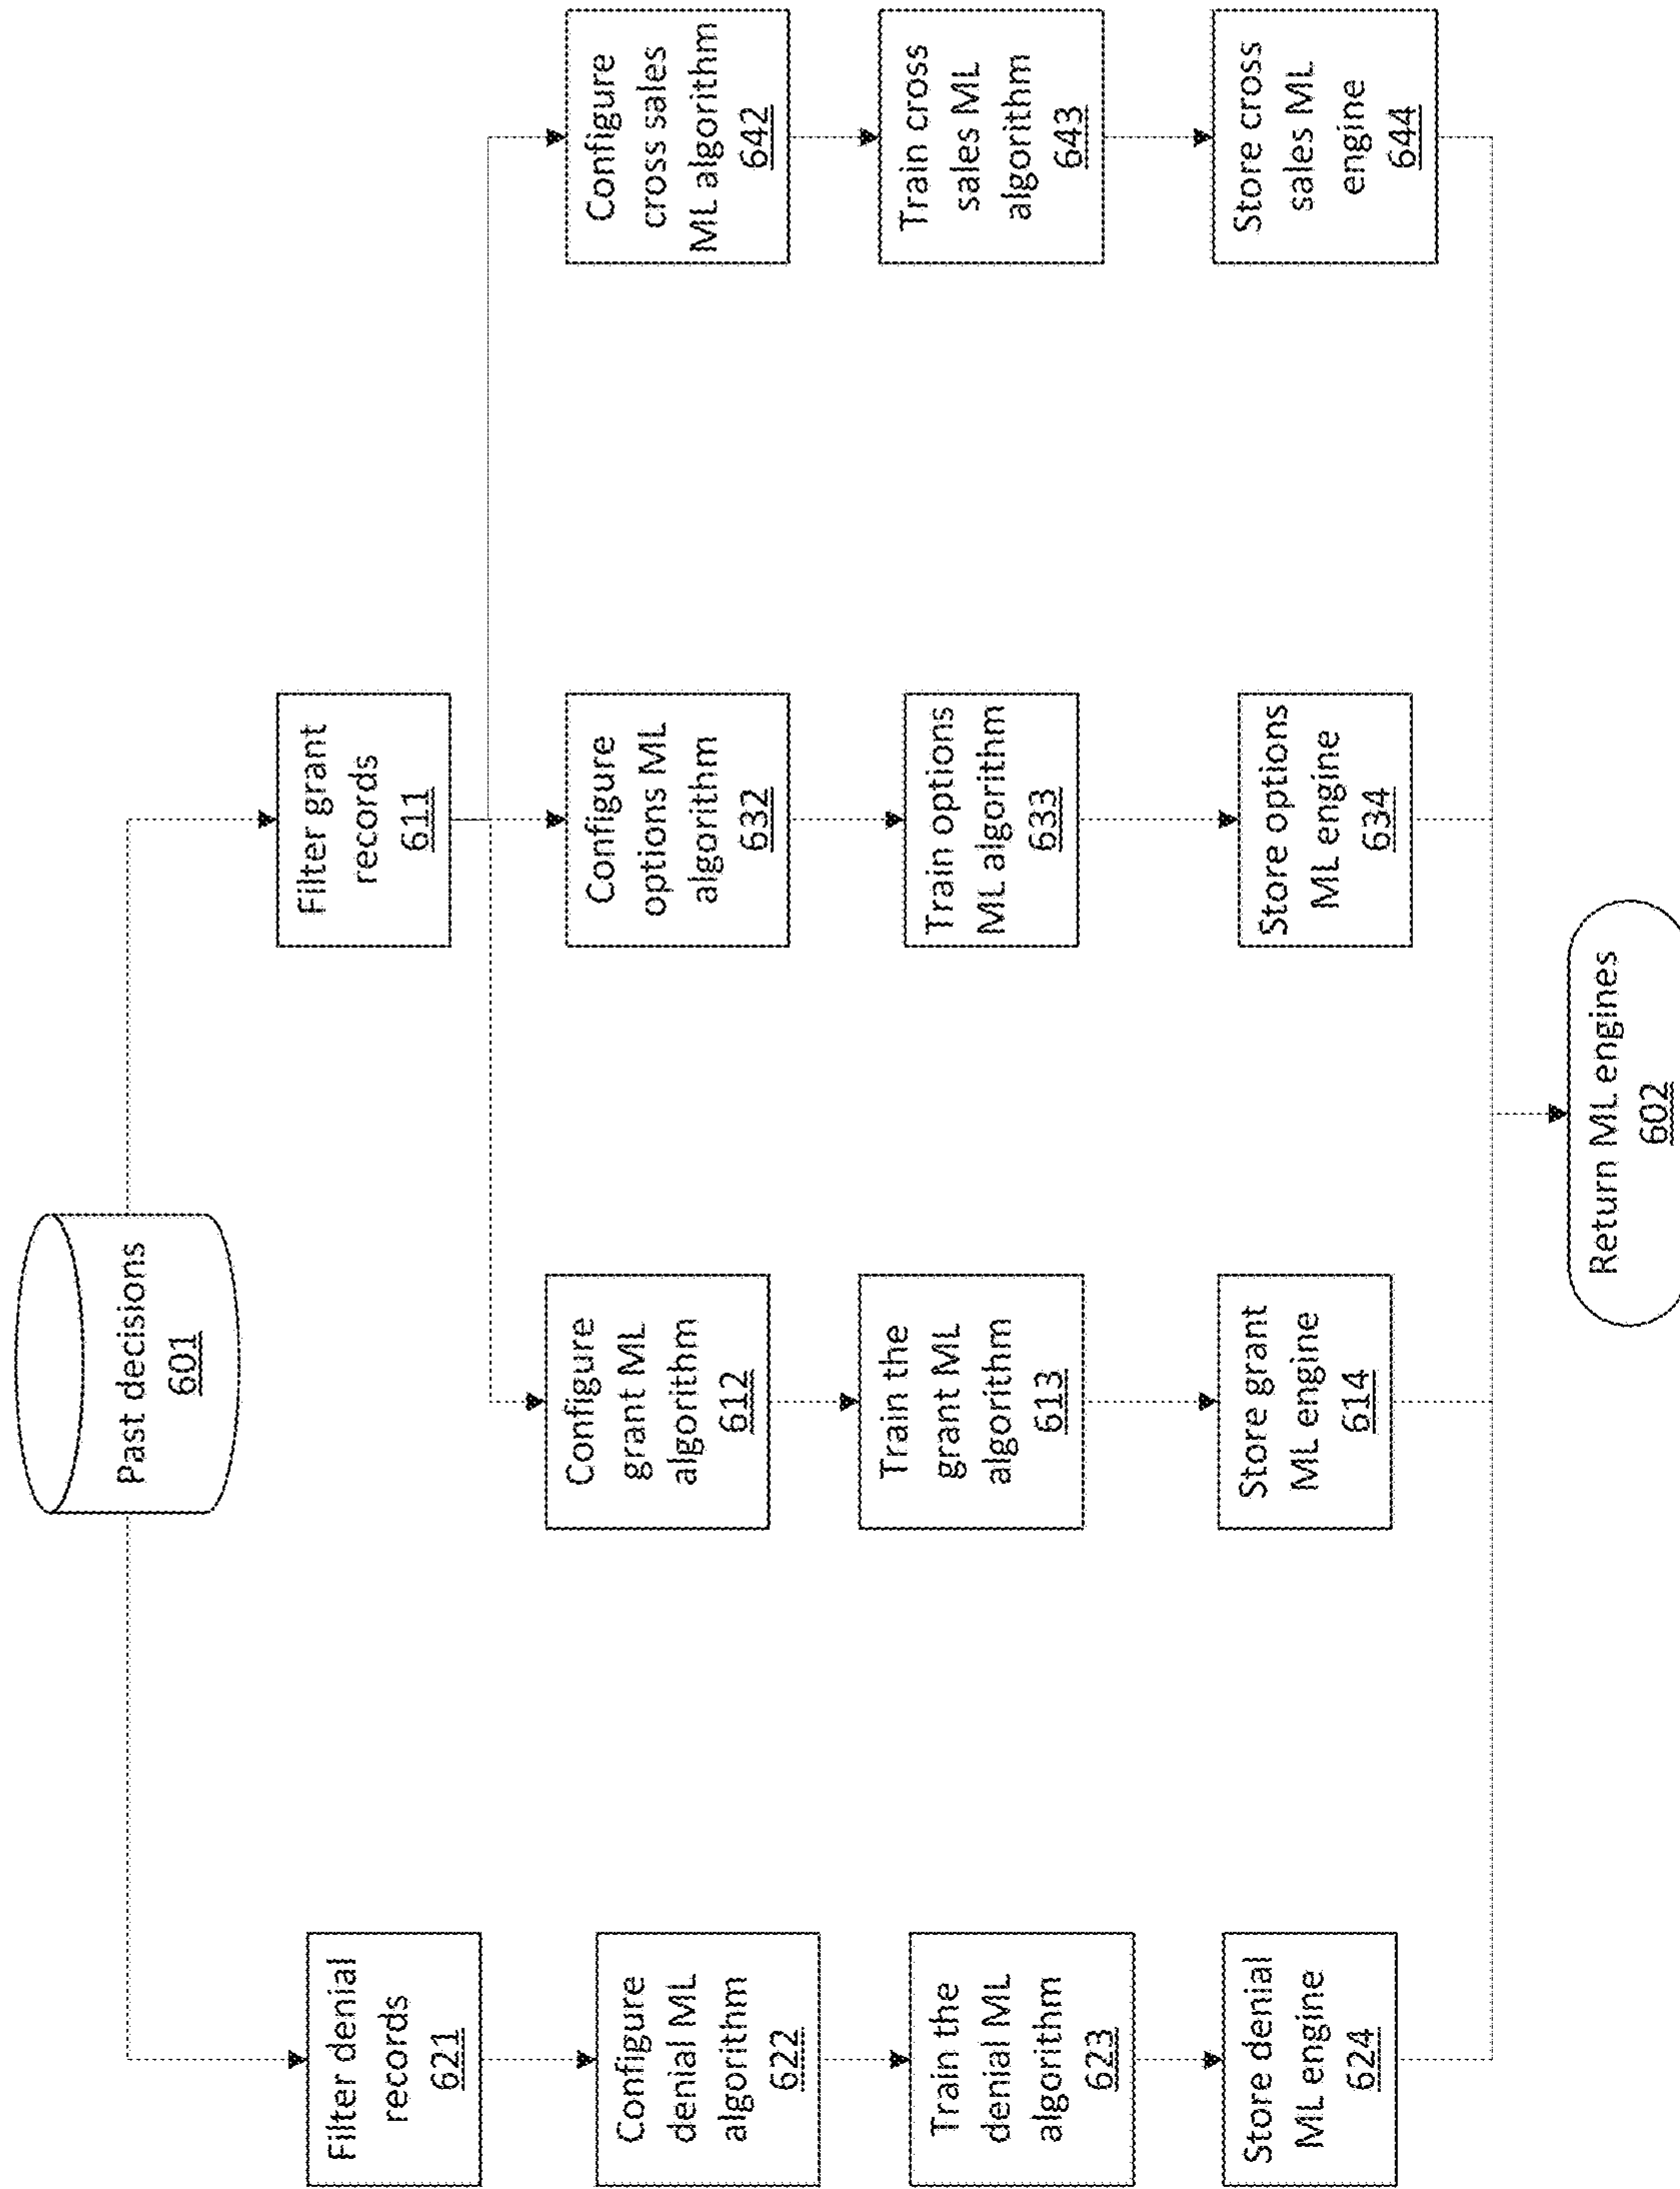 Past decisions
601
Filter denial
records
621
Configure
denial ML
algorithm
622
Train the
denial ML
algorithm
623
Store denial
ML engine
624
Filter grant
records
611
Configure
grant ML
algorithm
612
Train the
grant ML
algorithm
613
Store grant
ML engine
614
Configure
options ML
algorithm
632
Train options
ML algorithm
633
Store options
ML engine
634
Configure
cross sales
ML algorithm
642
Train cross
sales ML
algorithm
643
Store cross
sales ML
engine
644
Return ML engines
602